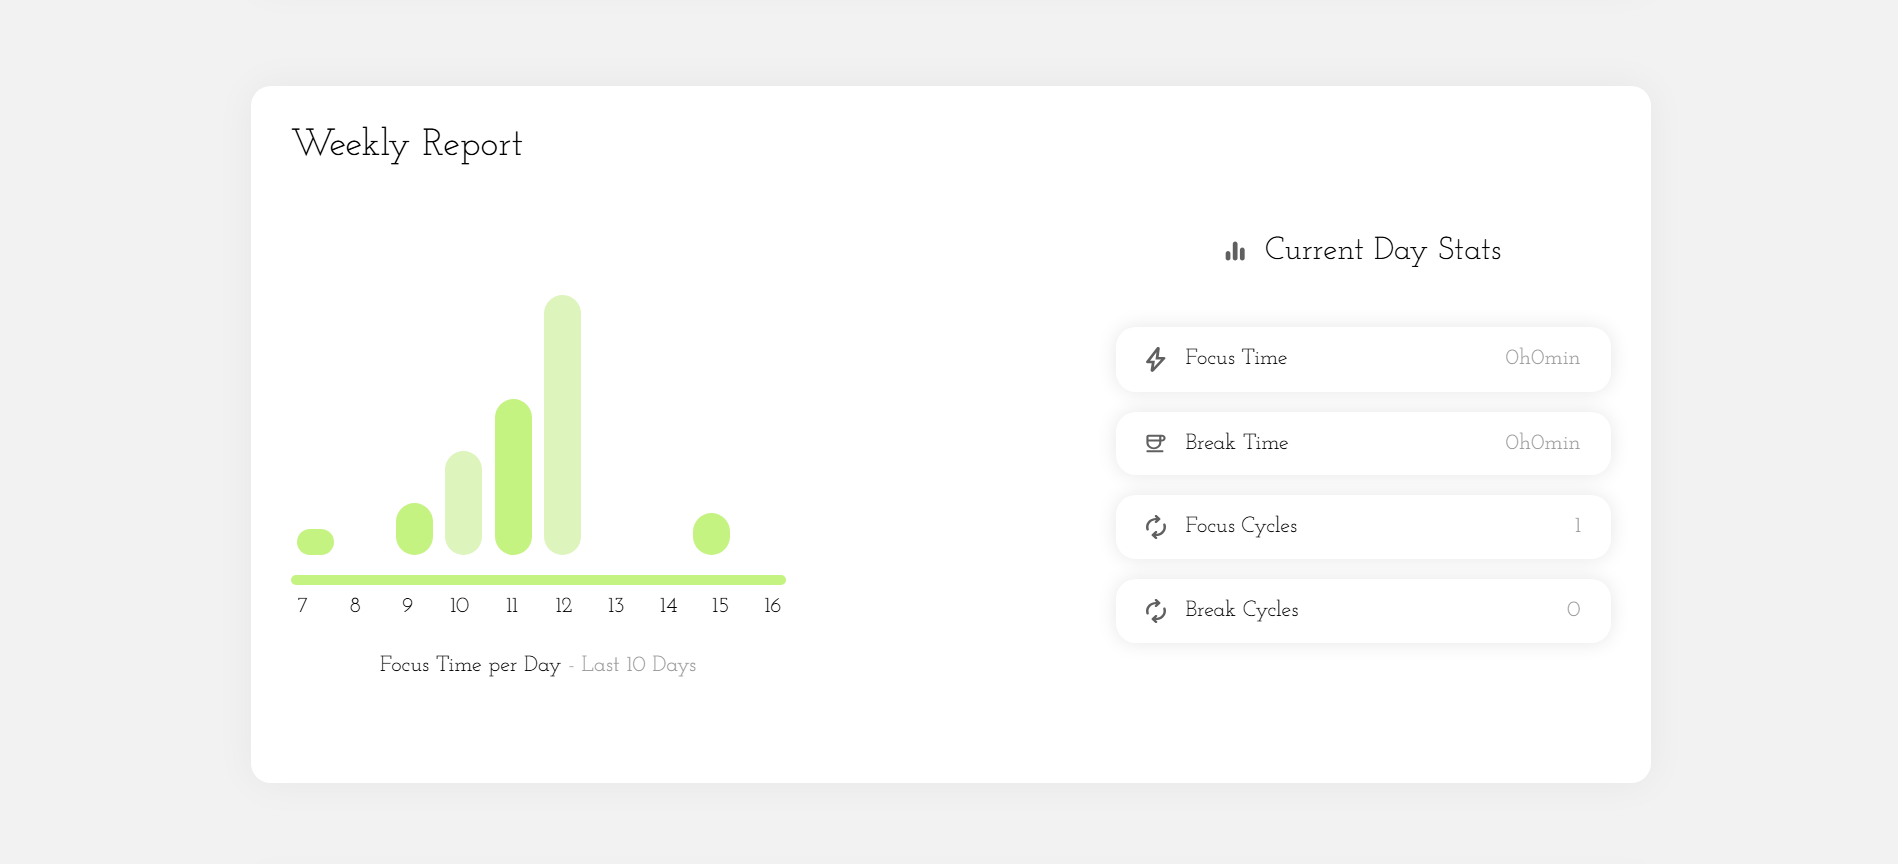 Weekly Report
7 8 9 10 11 12 13 14 15 16
Focus Time per Day - Last 10 Days
Current Day Stats
Focus Time 0h0min
Break Time 0h0min
Focus Cycles 1
Break Cycles 0